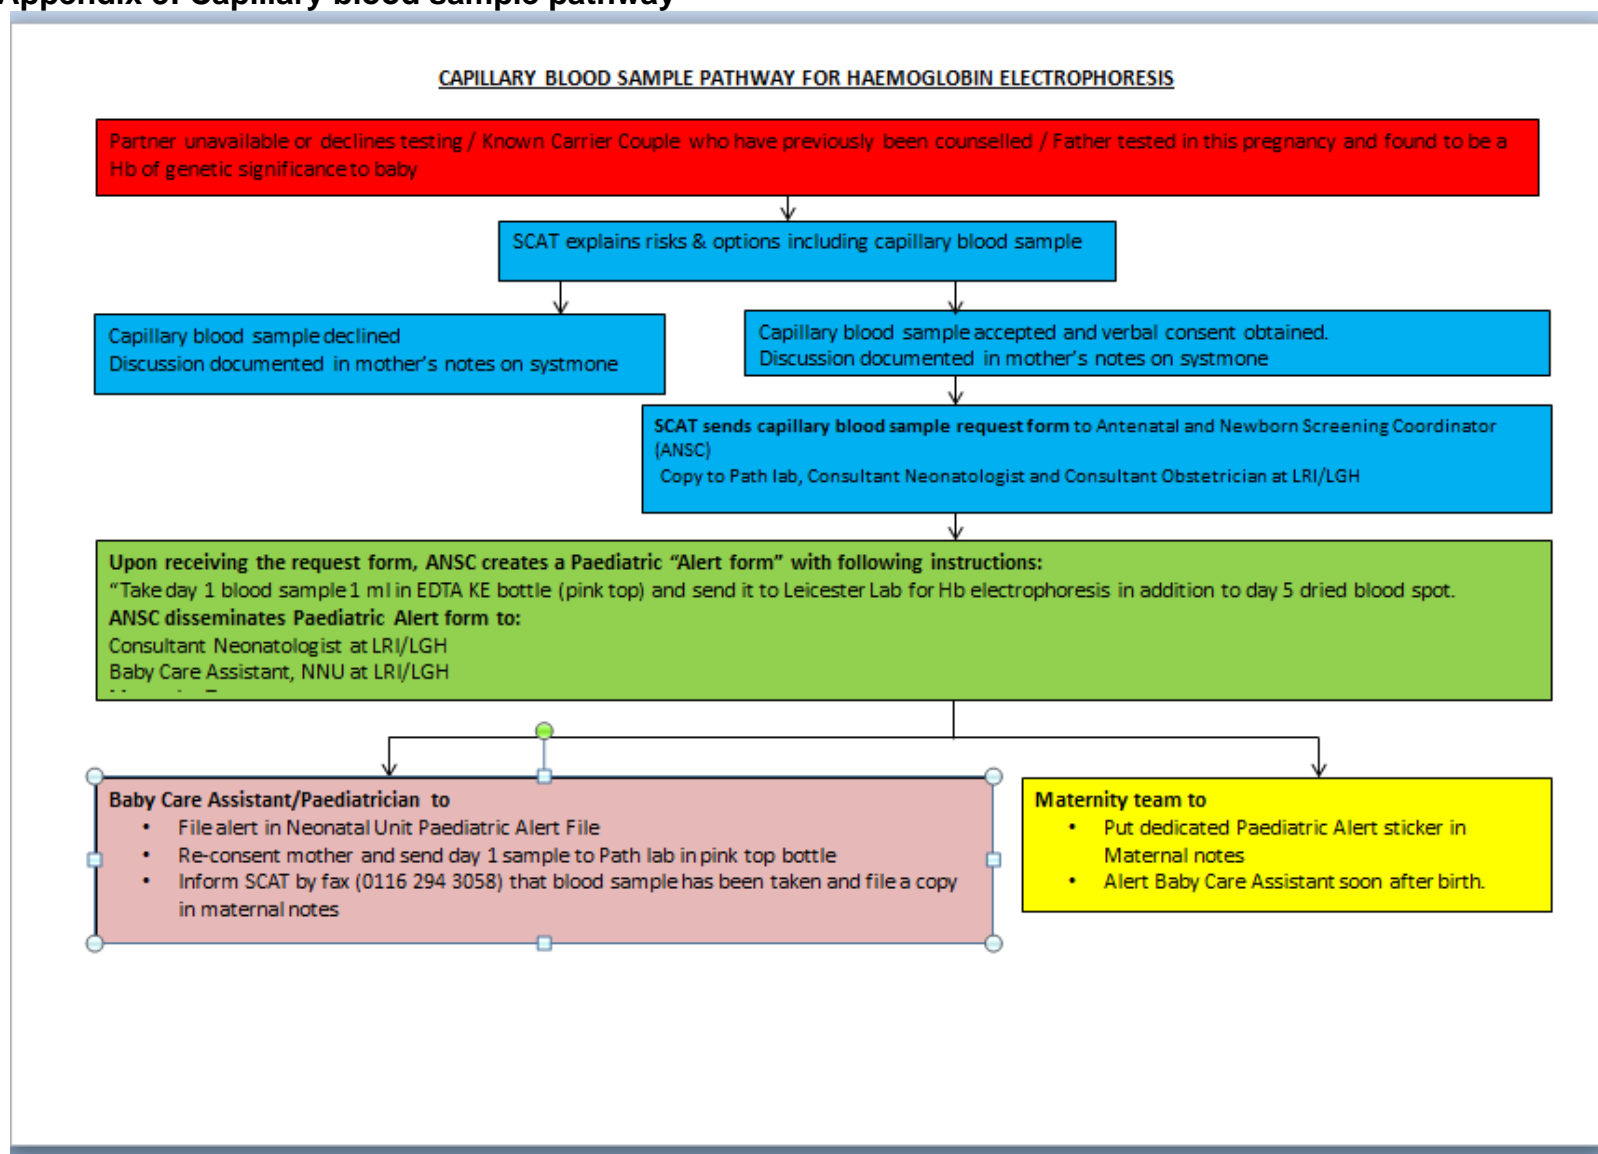 CAPILLARY BLOOD SAMPLE PATHWAY FOR HAEMOGLOBIN ELECTROPHORESIS
Partner unavailable or declines testing / Known Carrier Couple who have previously been counselled / Father tested in this pregnancy and found to be a
Hb of genetic significance to baby
SCAT explains risks & options including capillary blood sample
Capillary blood sample declined
Discussion documented in mother's notes on systmone
Capillary blood sample accepted and verbal consent obtained.
Discussion documented in mother's notes on systmone
SCAT sends capillary blood sample request form to Antenatal and Newborn Screening Coordinator
(ANSC)
Copy to Path lab, Consultant Neonatologist and Consultant Obstetrician at LRI/LGH
Upon receiving the request form, ANSC creates a Paediatric “Alert form” with following instructions:
“Take day 1 blood sample 1 ml in EDTA KE bottle (pink top) and send it to Leicester Lab for Hb electrophoresis in addition to day 5 dried blood spot.
ANSC disseminates Paediatric Alert form to:
Consultant Neonatologist at LRI/LGH
Baby Care Assistant, NNU at LRI/LGH
Baby Care Assistant/Paediatrician to
• File alert in Neonatal Unit Paediatric Alert File
• Re-consent mother and send day 1 sample to Path lab in pink top bottle
• Inform SCAT by fax (0116 294 3058) that blood sample has been taken and file a copy
in maternal notes
Maternity team to
• Put dedicated Paediatric Alert sticker in
Maternal notes
• Alert Baby Care Assistant soon after birth.